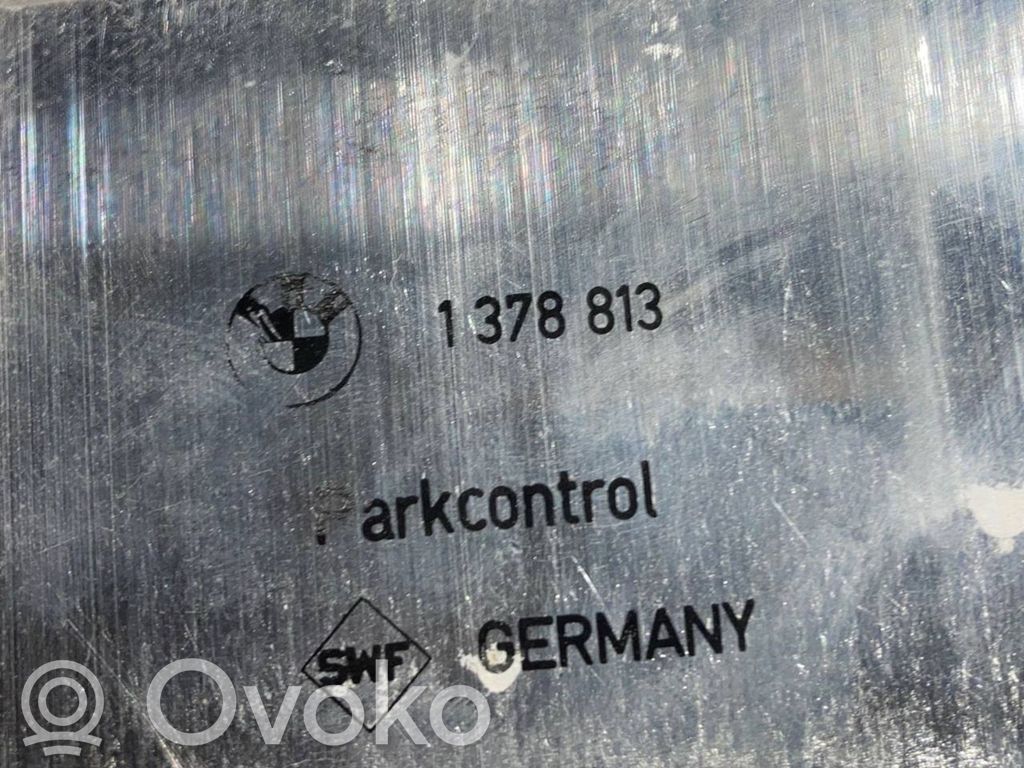 1 378 813
Parkcontrol
SWF GERMANY
® Ovoko